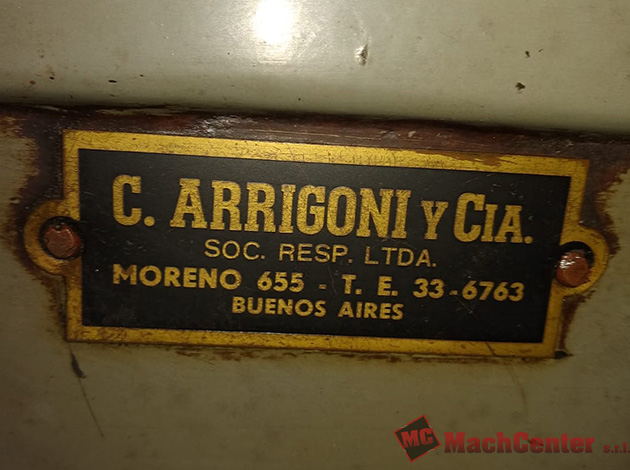 C. ARRIGONI Y CIA.
SOC. RESP. LTDA.
MORENO 655 - T. E. 33-6763
BUENOS AIRES
MC MachCenter s.r.l.